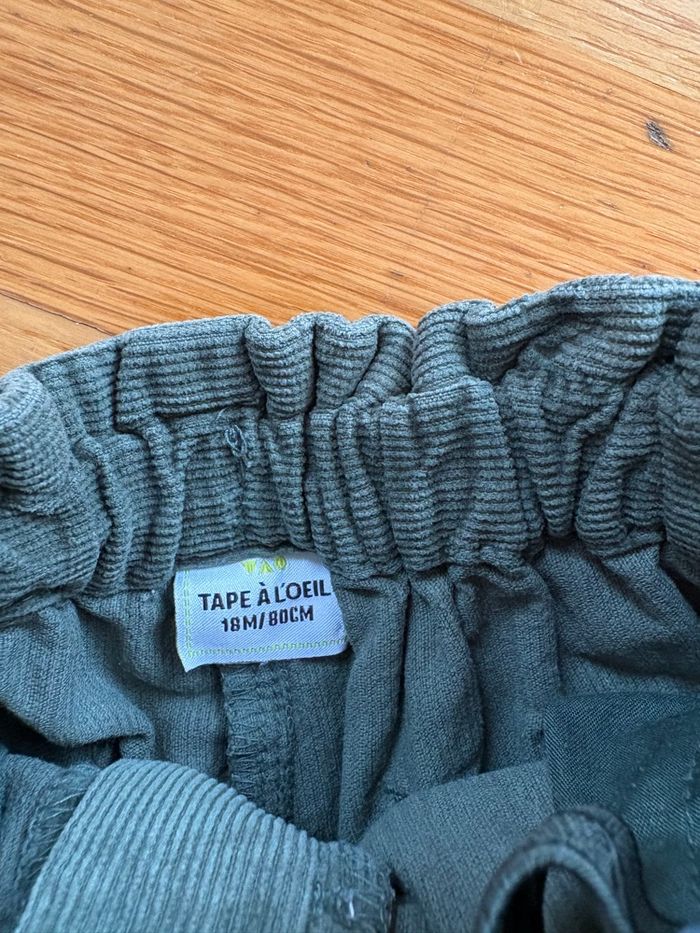 TAO
TAPE À L'OEIL
18M/80CM